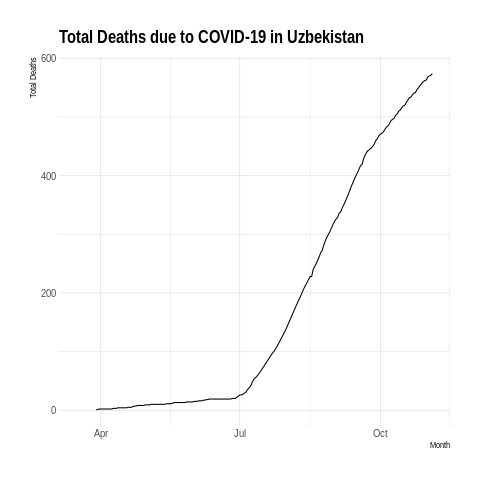 Total Deaths due to COVID-19 in Uzbekistan
Total Deaths
600
400
200
0
Apr
Jul
Oct
Month